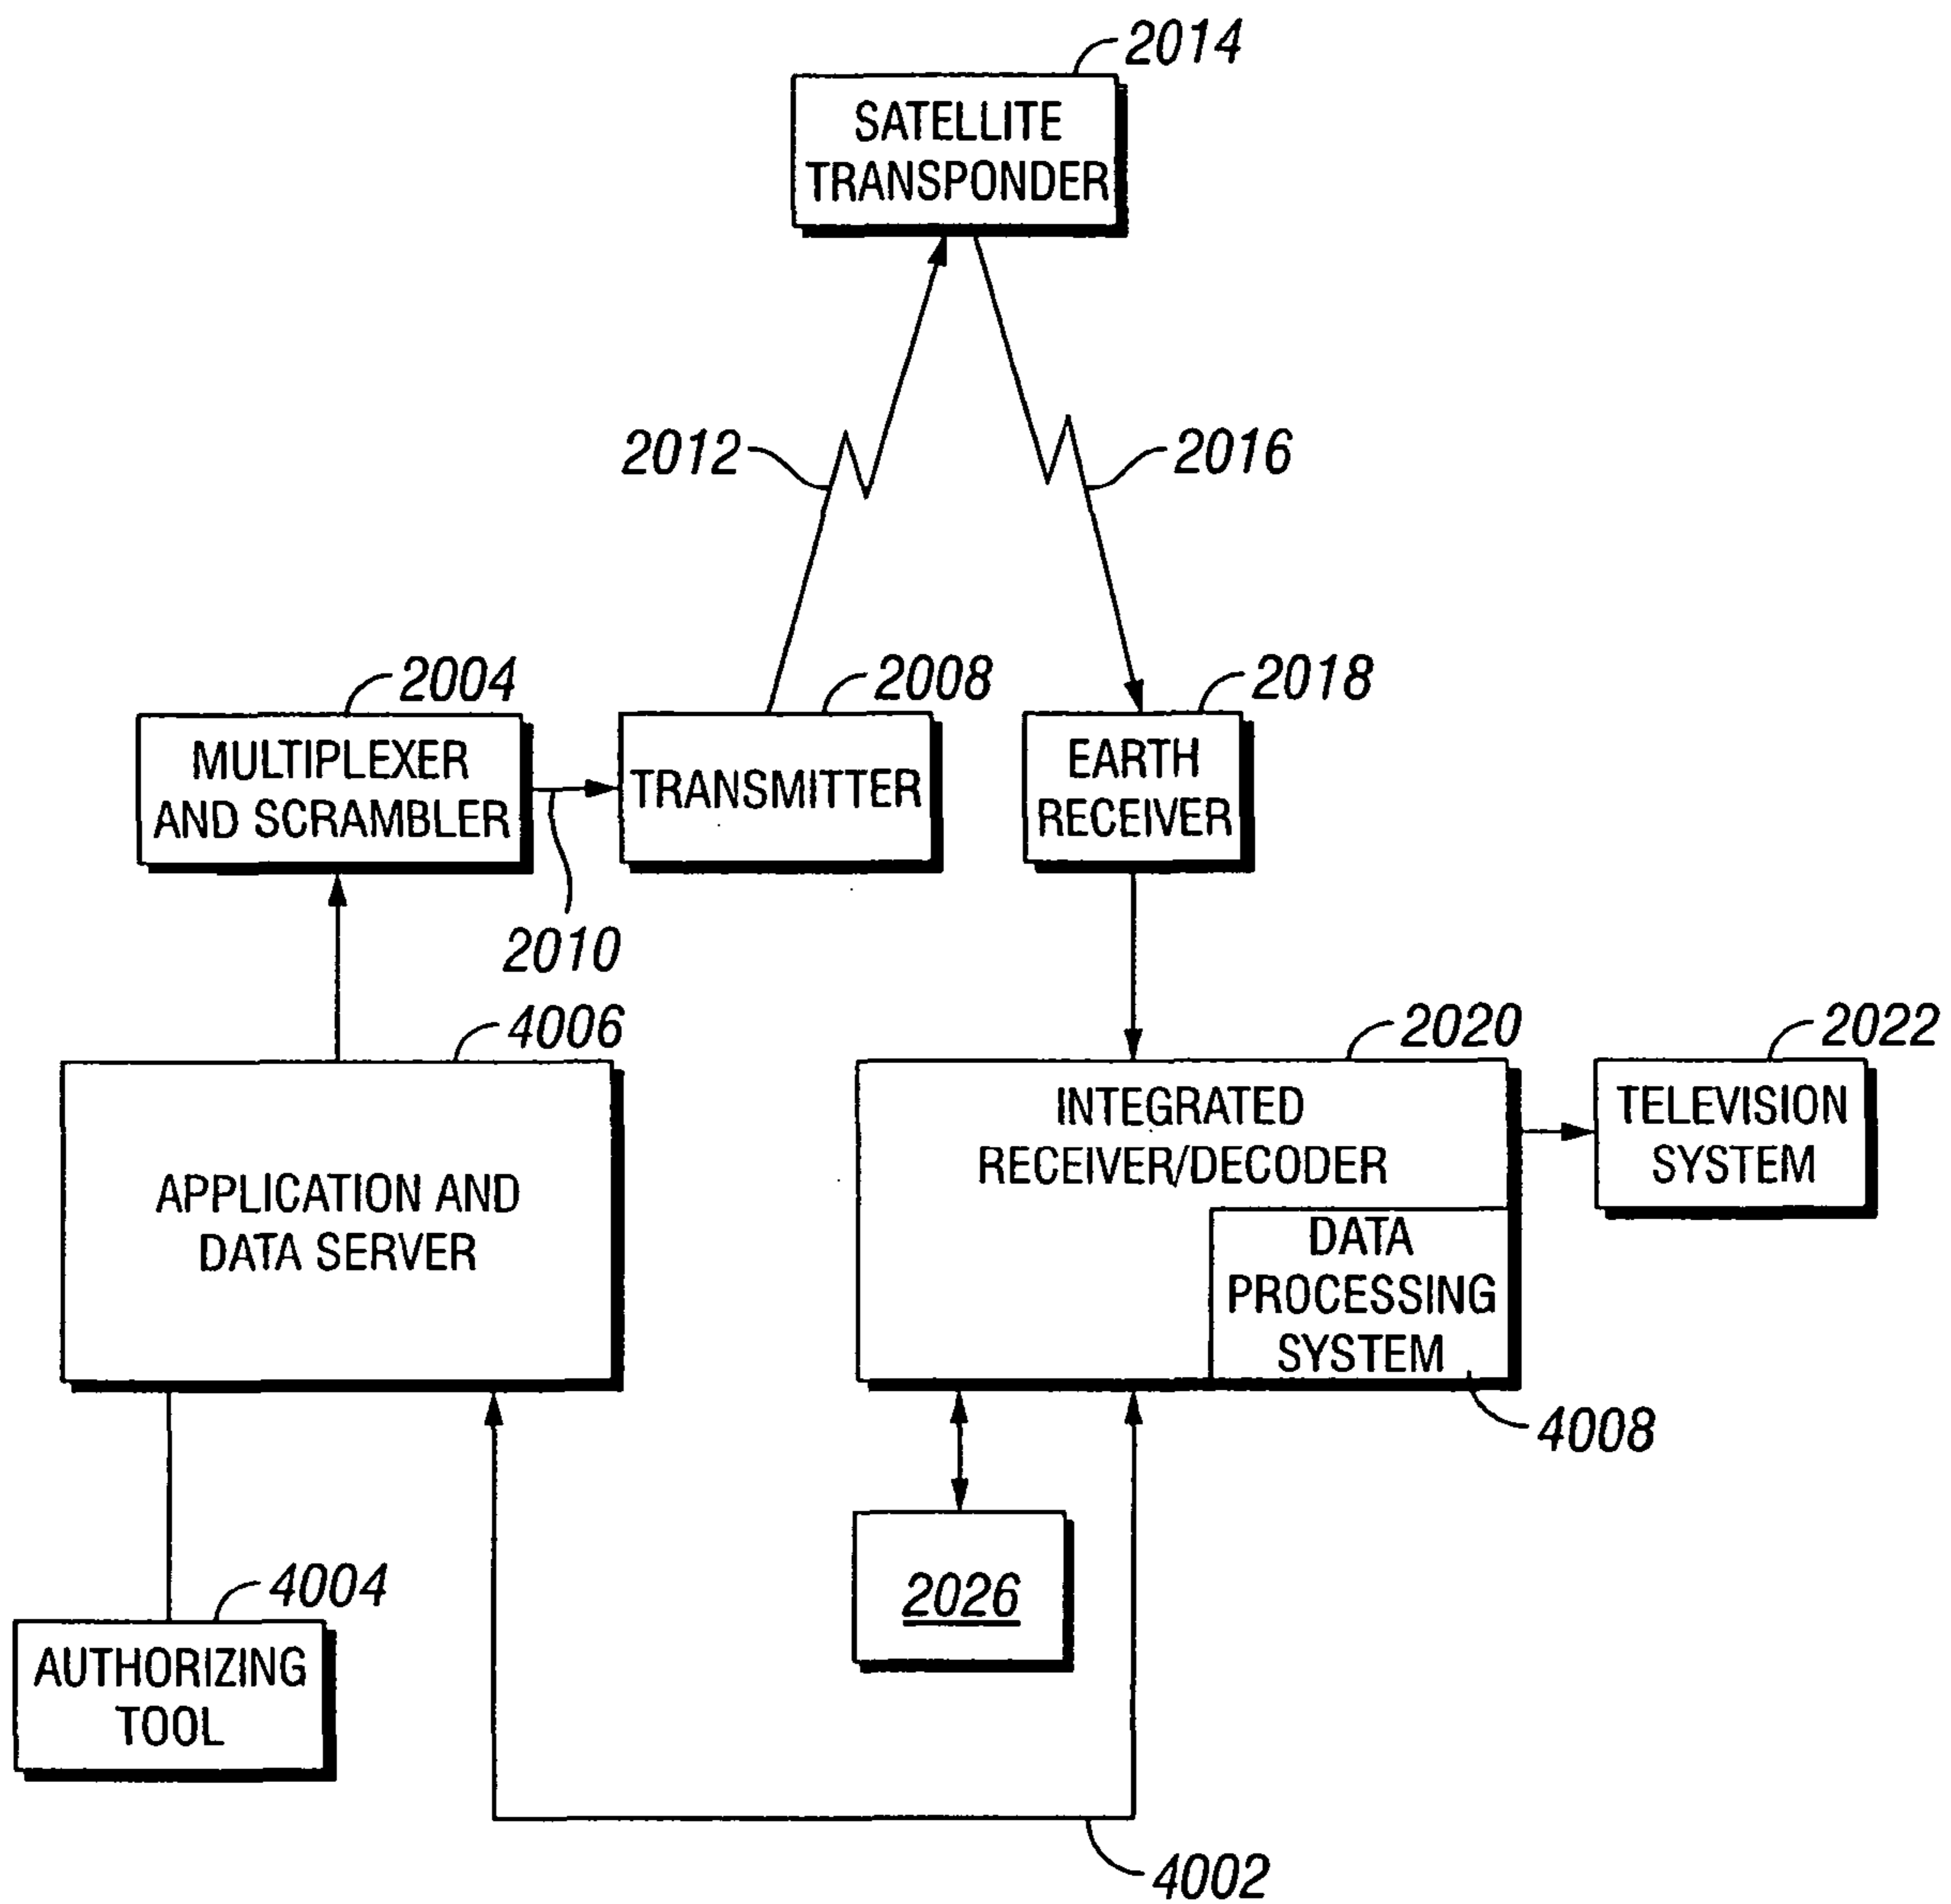 2014
SATELLITE
TRANSPONDER
2012
2016
2004
MULTIPLEXER
AND SCRAMBLER
2008
TRANSMITTER
2018
EARTH
RECEIVER
2010
4006
APPLICATION AND
DATA SERVER
2020
INTEGRATED
RECEIVER/DECODER
DATA
PROCESSING
SYSTEM
2022
TELEVISION
SYSTEM
4008
2026
4004
AUTHORIZING
TOOL
4002